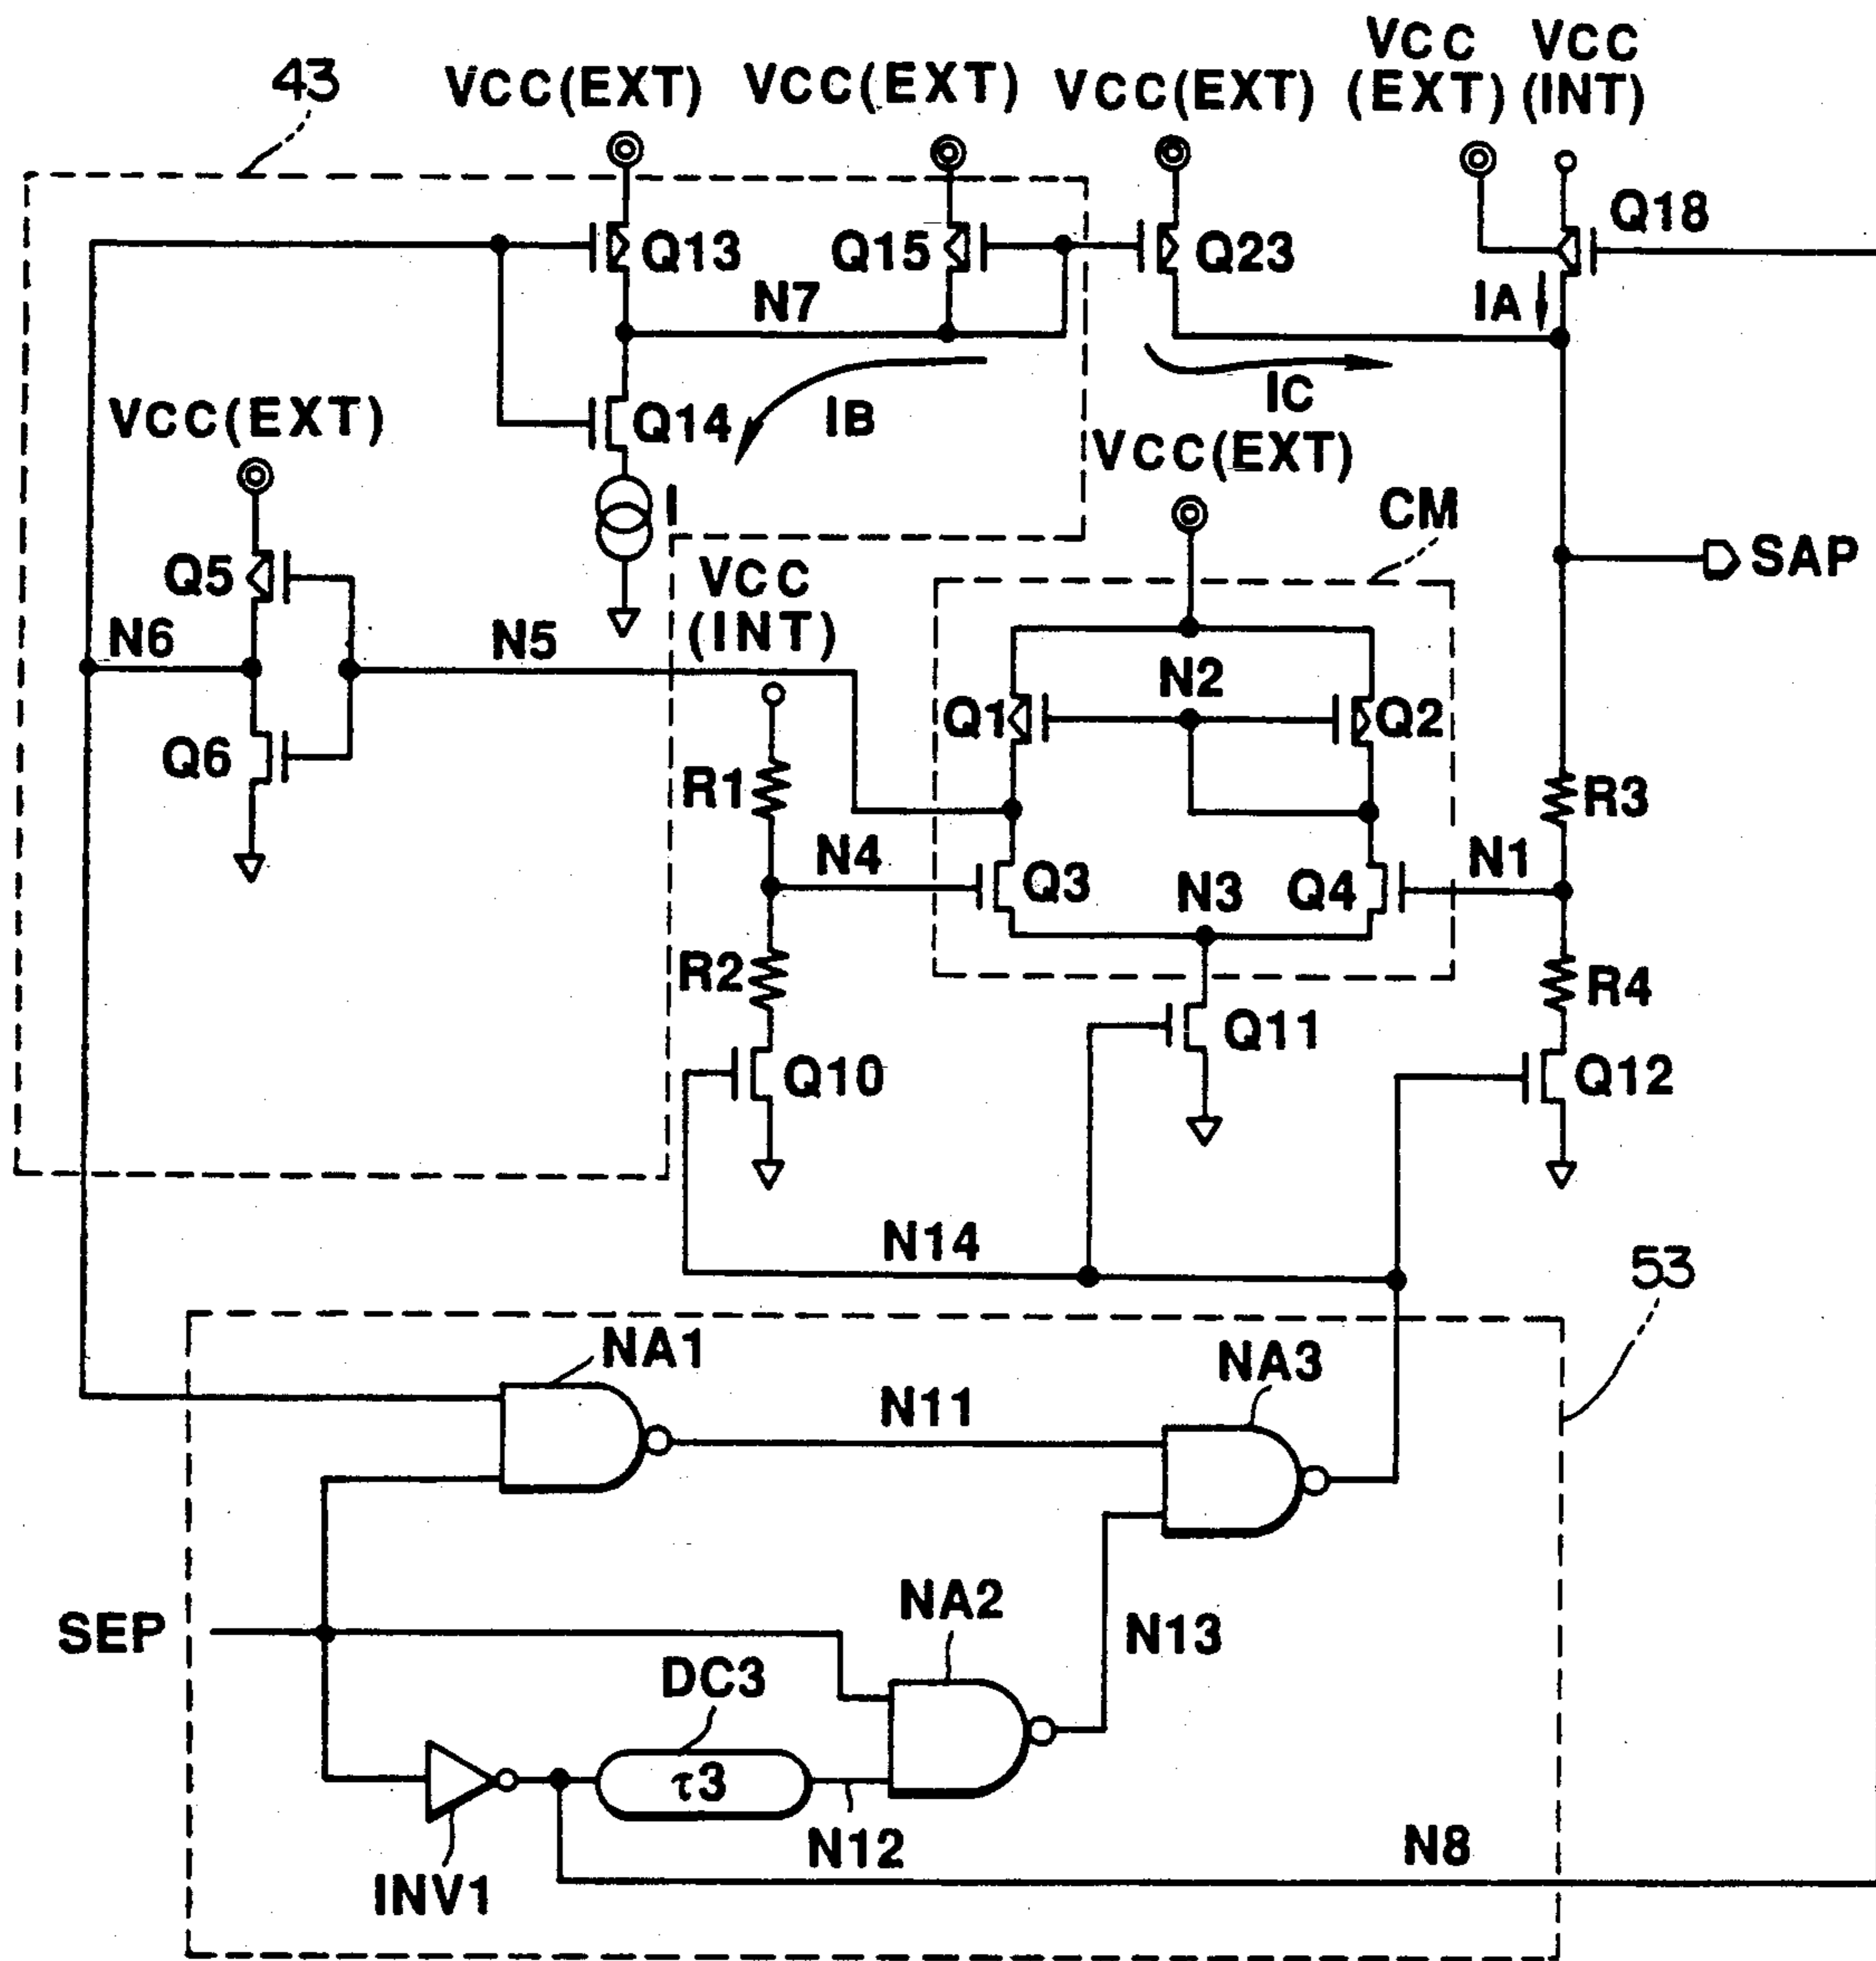 43
VCC(EXT)
VCC(EXT)
VCC(EXT)
VCC
(EXT)
VCC
(INT)
Q13
Q15
Q23
Q18
N7
IA
IB
IC
Q14
I
VCC(EXT)
VCC(EXT)
CM
Q5
N6
N5
VCC
(INT)
SAP
Q6
Q1
N2
Q2
R1
R3
N4
Q3
N3
Q4
N1
R2
R4
Q10
Q11
Q12
N14
53
NA1
NA3
N11
SEP
NA2
N13
DC3
τ3
N12
N8
INV1